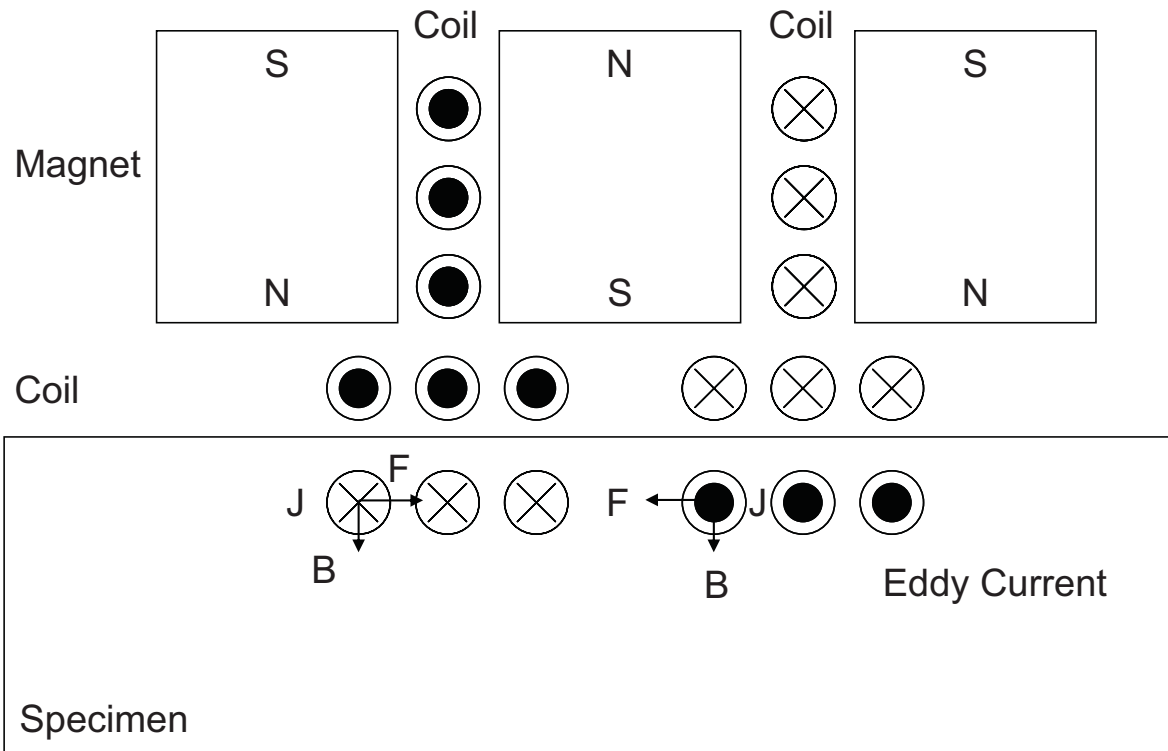 Coil Coil
S N S
Magnet
N S N
Coil
F
J F J
B B
Eddy Current
Specimen